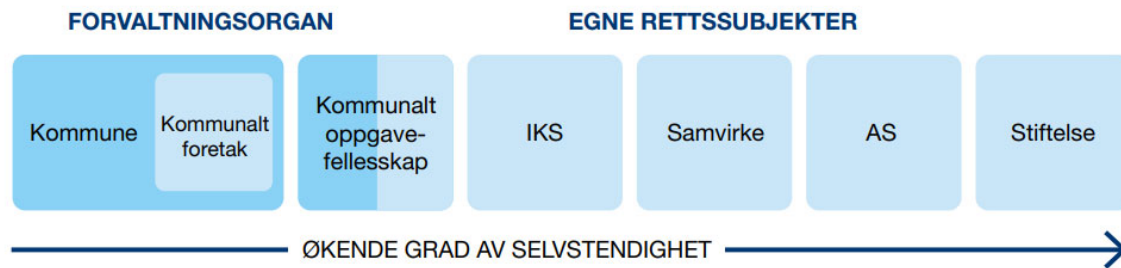 FORVALTNINGSORGAN
EGNE RETTSSUBJEKTER
Kommune
Kommunalt
foretak
Kommunalt
oppgave-
fellesskap
IKS
Samvirke
AS
Stiftelse
ØKENDE GRAD AV SELVSTENDIGHET